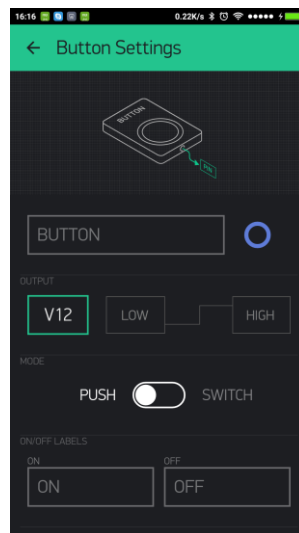 16:16 0.22K/s
Button Settings
BUTTON
PIN
BUTTON
OUTPUT
V12 LOW HIGH
MODE
PUSH SWITCH
ON/OFF LABELS
ON OFF
ON OFF